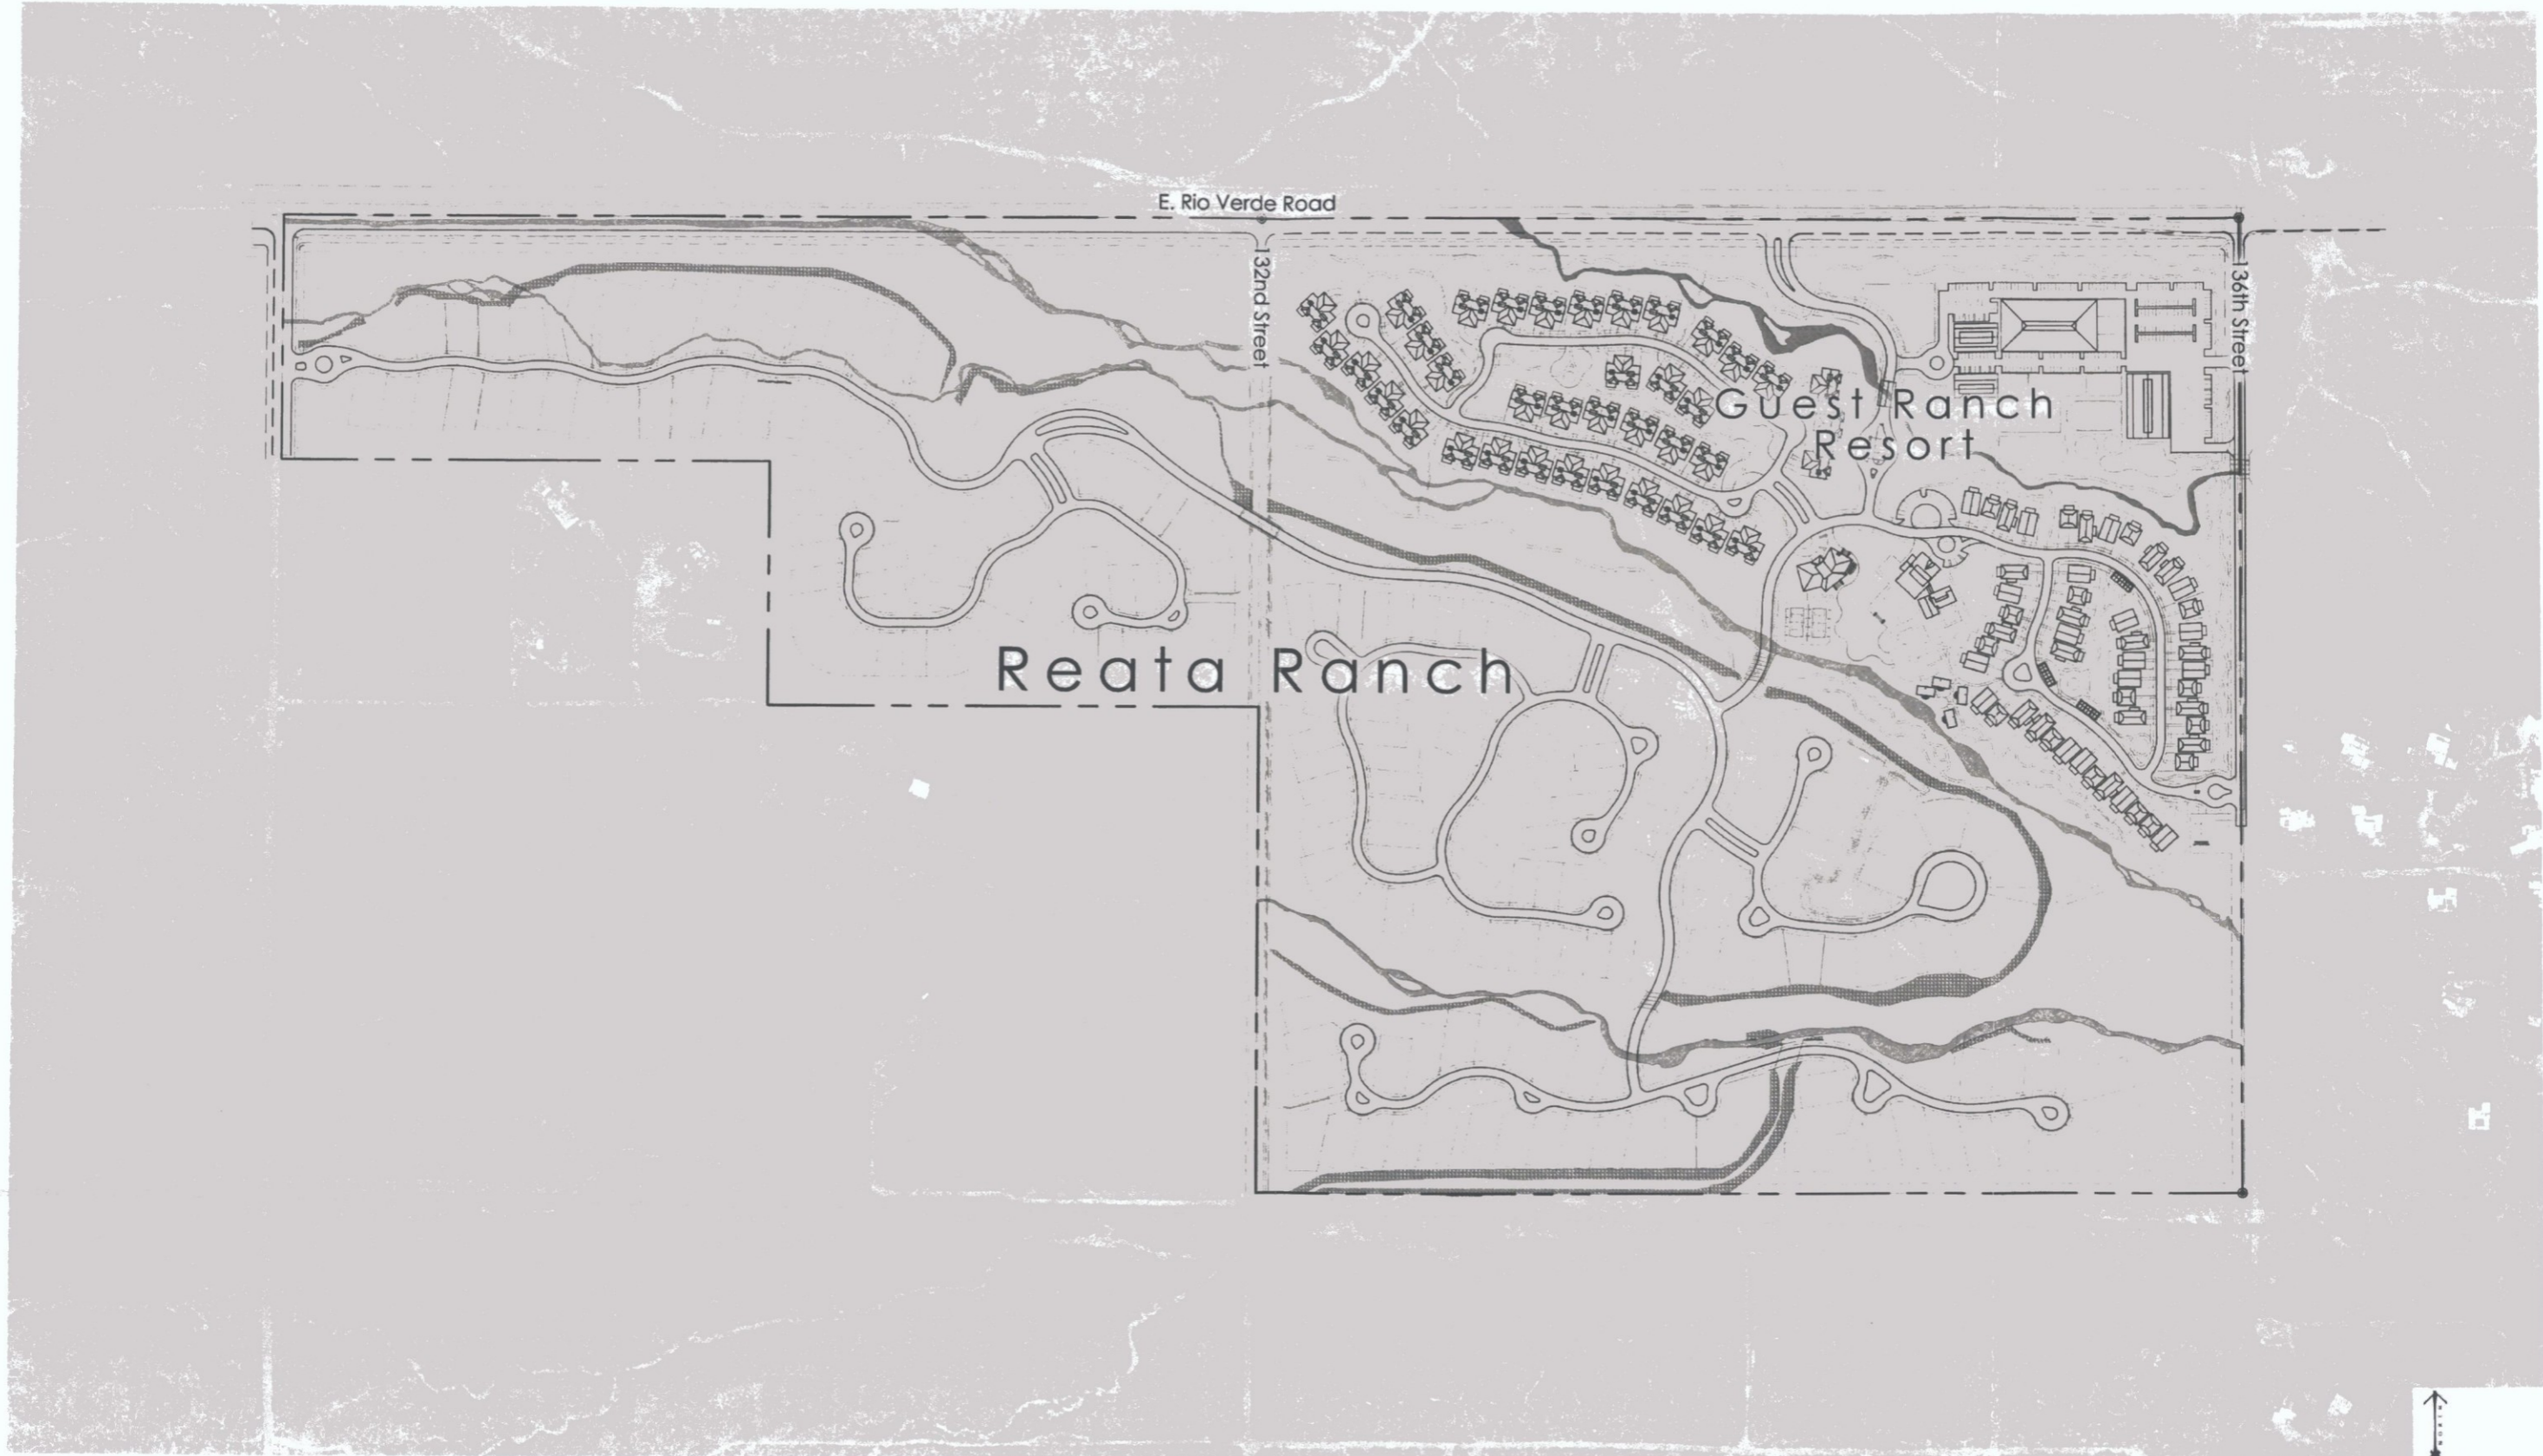 E. Rio Verde Road
132nd Street
136th Street
Guest Ranch
Resort
Reata Ranch